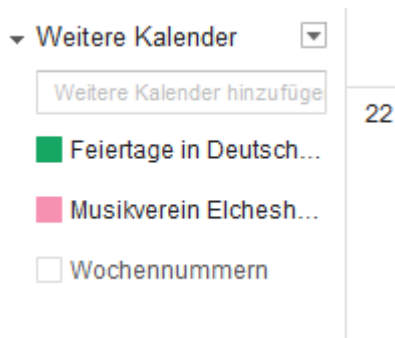 Weitere Kalender
Weitere Kalender hinzufüge
22
Feiertage in Deutsch...
Musikverein Elchesh...
Wochennummern